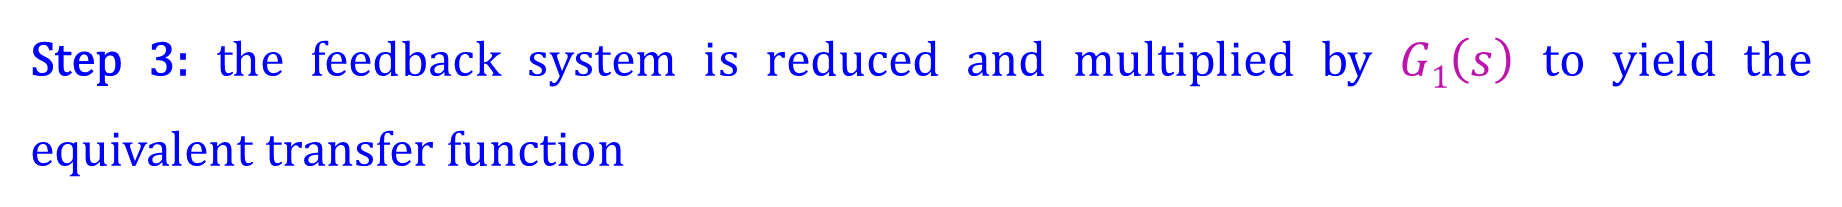 Step 3: the feedback system is reduced and multiplied by G₁(s) to yield the
equivalent transfer function